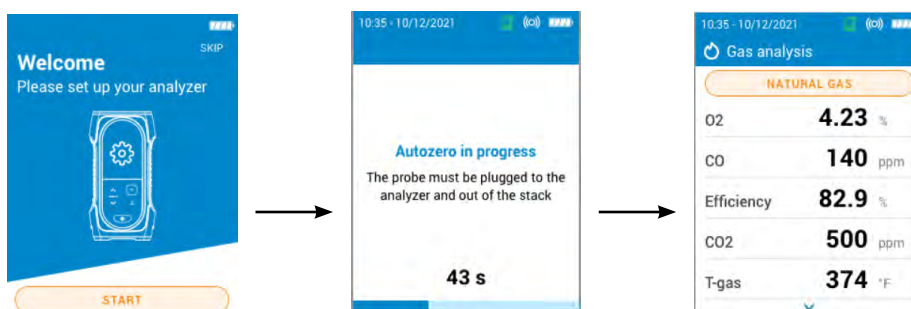 SKIP
Welcome
Please set up your analyzer
START
10:35 - 10/12/2021
Autozero in progress
The probe must be plugged to the
analyzer and out of the stack
43 s
10:35 - 10/12/2021
Gas analysis
NATURAL GAS
O2 4.23 %
CO 140 ppm
Efficiency 82.9 %
CO2 500 ppm
T-gas 374 °F